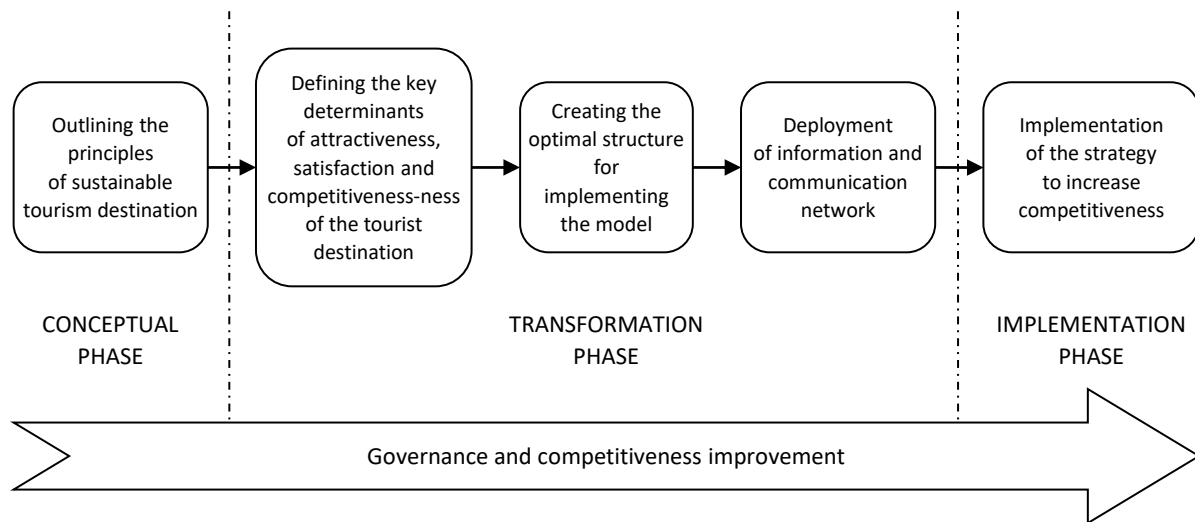 Outlining the
principles
of sustainable
tourism destination
Defining the key
determinants
of attractiveness,
satisfaction and
competitiveness-ness
of the tourist
destination
Creating the
optimal structure
for
implementing
the model
Deployment
of information and
communication
network
Implementation
of the strategy
to increase
competitiveness
CONCEPTUAL
PHASE
TRANSFORMATION
PHASE
IMPLEMENTATION
PHASE
Governance and competitiveness improvement